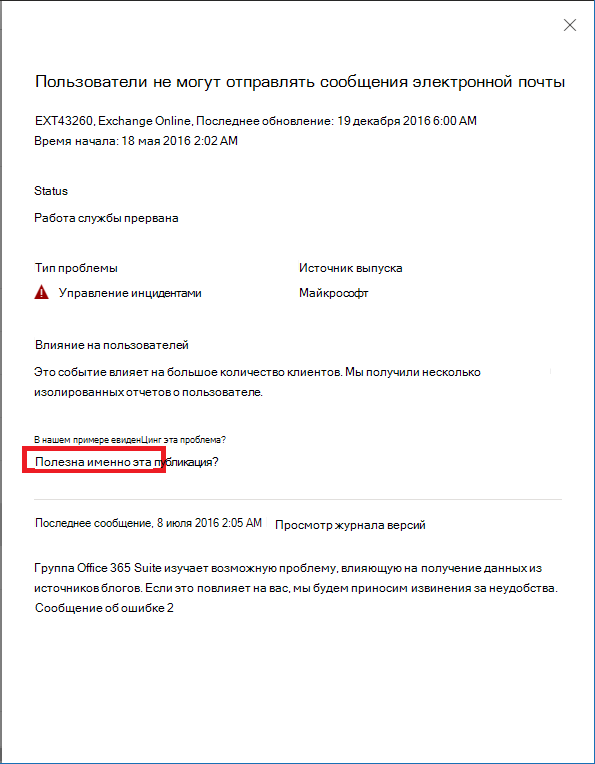 Пользователи не могут отправлять сообщения электронной почты
EXT43260, Exchange Online, Последнее обновление: 19 декабря 2016 6:00 AM
Время начала: 18 мая 2016 2:02 AM
Status
Работа службы прервана
Тип проблемы
Источник выпуска
Управление инцидентами
Майкрософт
Влияние на пользователей
Это событие влияет на большое количество клиентов. Мы получили несколько
изолированных отчетов о пользователе.
В нашем примере евиденЦинг эта проблема?
Полезна именно эта публикация?
Последнее сообщение, 8 июля 2016 2:05 AM
Просмотр журнала версий
Группа Office 365 Suite изучает возможную проблему, влияющую на получение данных из
источников блогов. Если это повлияет на вас, мы будем приносим извинения за неудобства.
Сообщение об ошибке 2